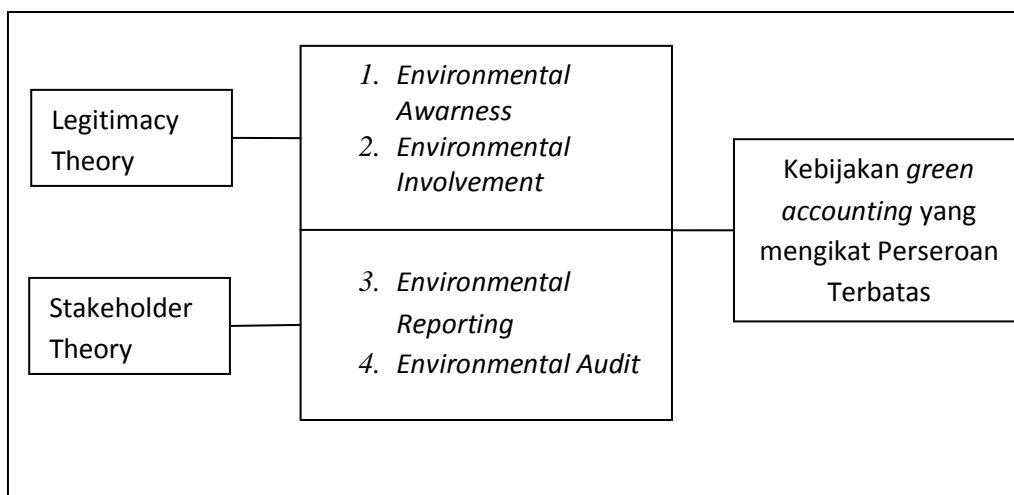 Legitimacy
Theory
1. Environmental
Awarness
2. Environmental
Involvement
Stakeholder
Theory
3. Environmental
Reporting
4. Environmental Audit
Kebijakan green
accounting yang
mengikat Perseroan
Terbatas